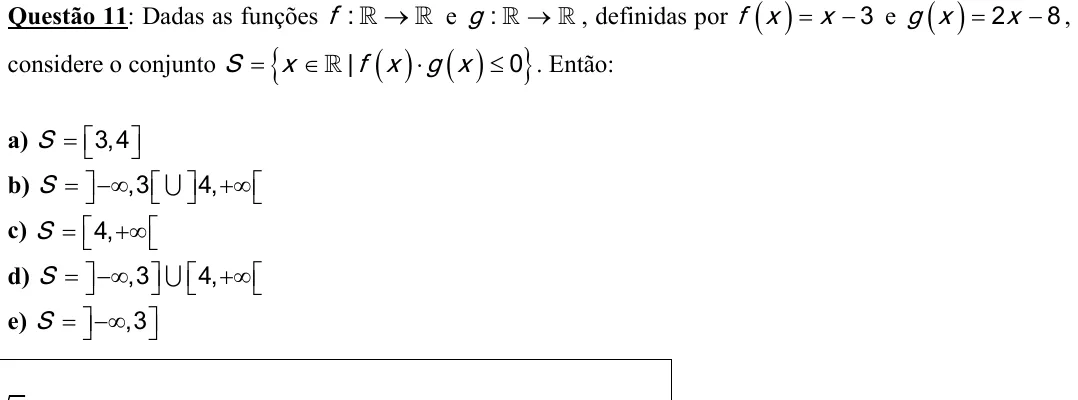 Questão 11: Dadas as funções f : ℝ → ℝ e g : ℝ → ℝ, definidas por f(x) = x − 3 e g(x) = 2x − 8,
considere o conjunto S = {x ∈ ℝ | f(x) · g(x) ≤ 0}. Então:
a) S = [3,4]
b) S = ]−∞,3[ ∪ ]4,+∞[
c) S = [4,+∞[
d) S = ]−∞,3] ∪ [4,+∞[
e) S = ]−∞,3]